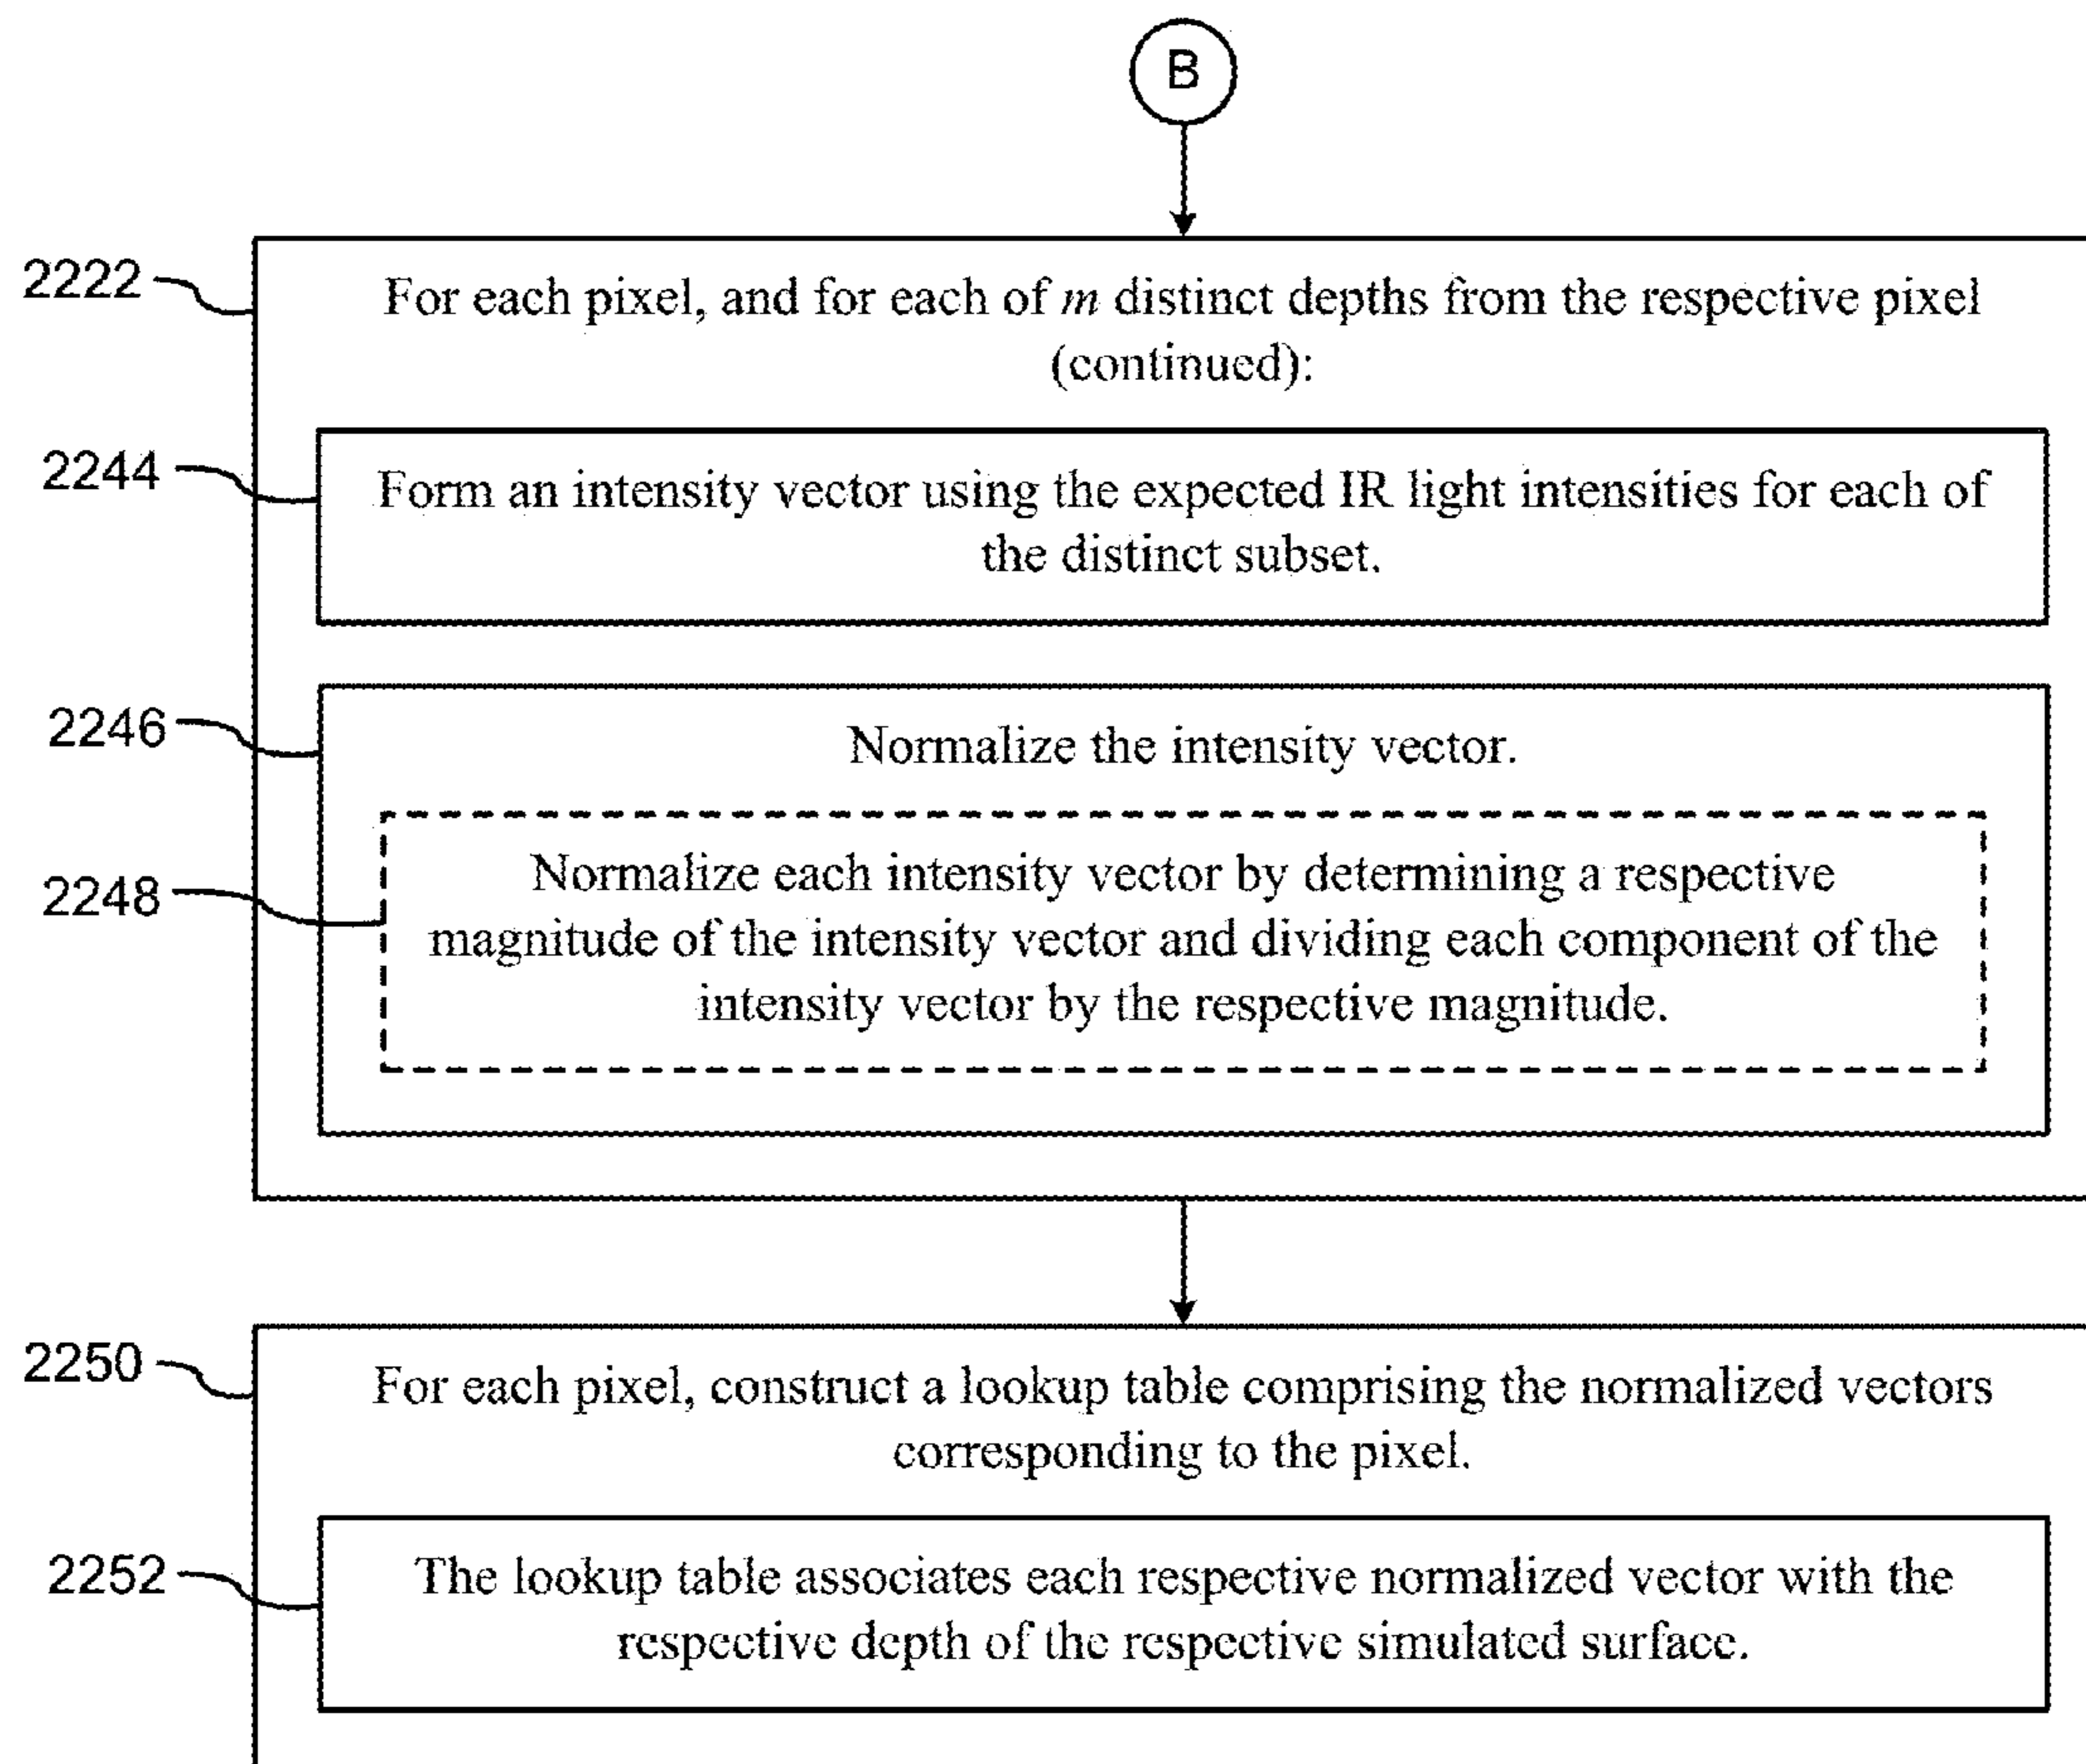 B
2222
For each pixel, and for each of m distinct depths from the respective pixel
(continued):
2244
Form an intensity vector using the expected IR light intensities for each of
the distinct subset.
2246
Normalize the intensity vector.
2248
Normalize each intensity vector by determining a respective
magnitude of the intensity vector and dividing each component of the
intensity vector by the respective magnitude.
2250
For each pixel, construct a lookup table comprising the normalized vectors
corresponding to the pixel.
2252
The lookup table associates each respective normalized vector with the
respective depth of the respective simulated surface.